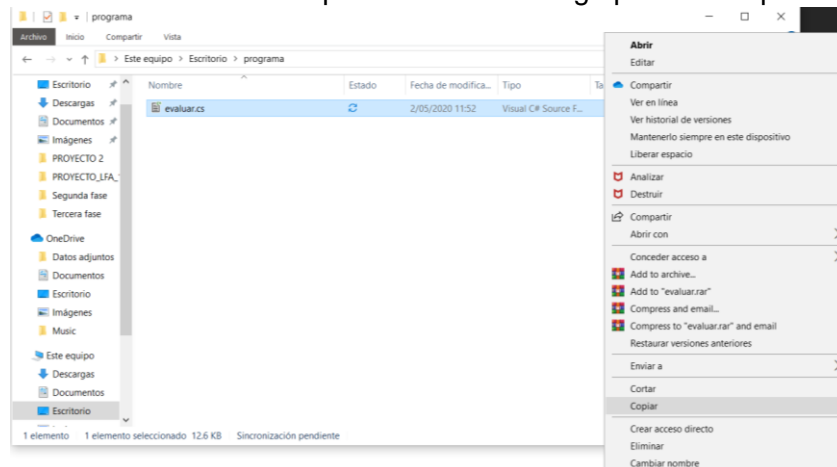 programa
Archivo Inicio Compartir Vista
Este equipo > Escritorio > programa
Escritorio
Descargas
Documentos
Imágenes
PROYECTO 2
PROYECTO_LFA_
Segunda fase
Tercera fase
OneDrive
Datos adjuntos
Documentos
Escritorio
Imágenes
Music
Este equipo
Descargas
Documentos
Escritorio
Nombre Estado Fecha de modifica... Tipo Ta
evaluar.cs 2/05/2020 11:52 Visual C# Source F...
1 elemento 1 elemento seleccionado 12.6 KB Sincronización pendiente
Abrir
Editar
Compartir
Ver en línea
Ver historial de versiones
Mantenerlo siempre en este dispositivo
Liberar espacio
Analizar
Destruir
Compartir
Abrir con
Conceder acceso a
Add to archive...
Add to "evaluar.rar"
Compress and email...
Compress to "evaluar.rar" and email
Restaurar versiones anteriores
Enviar a
Cortar
Copiar
Crear acceso directo
Eliminar
Cambiar nombre